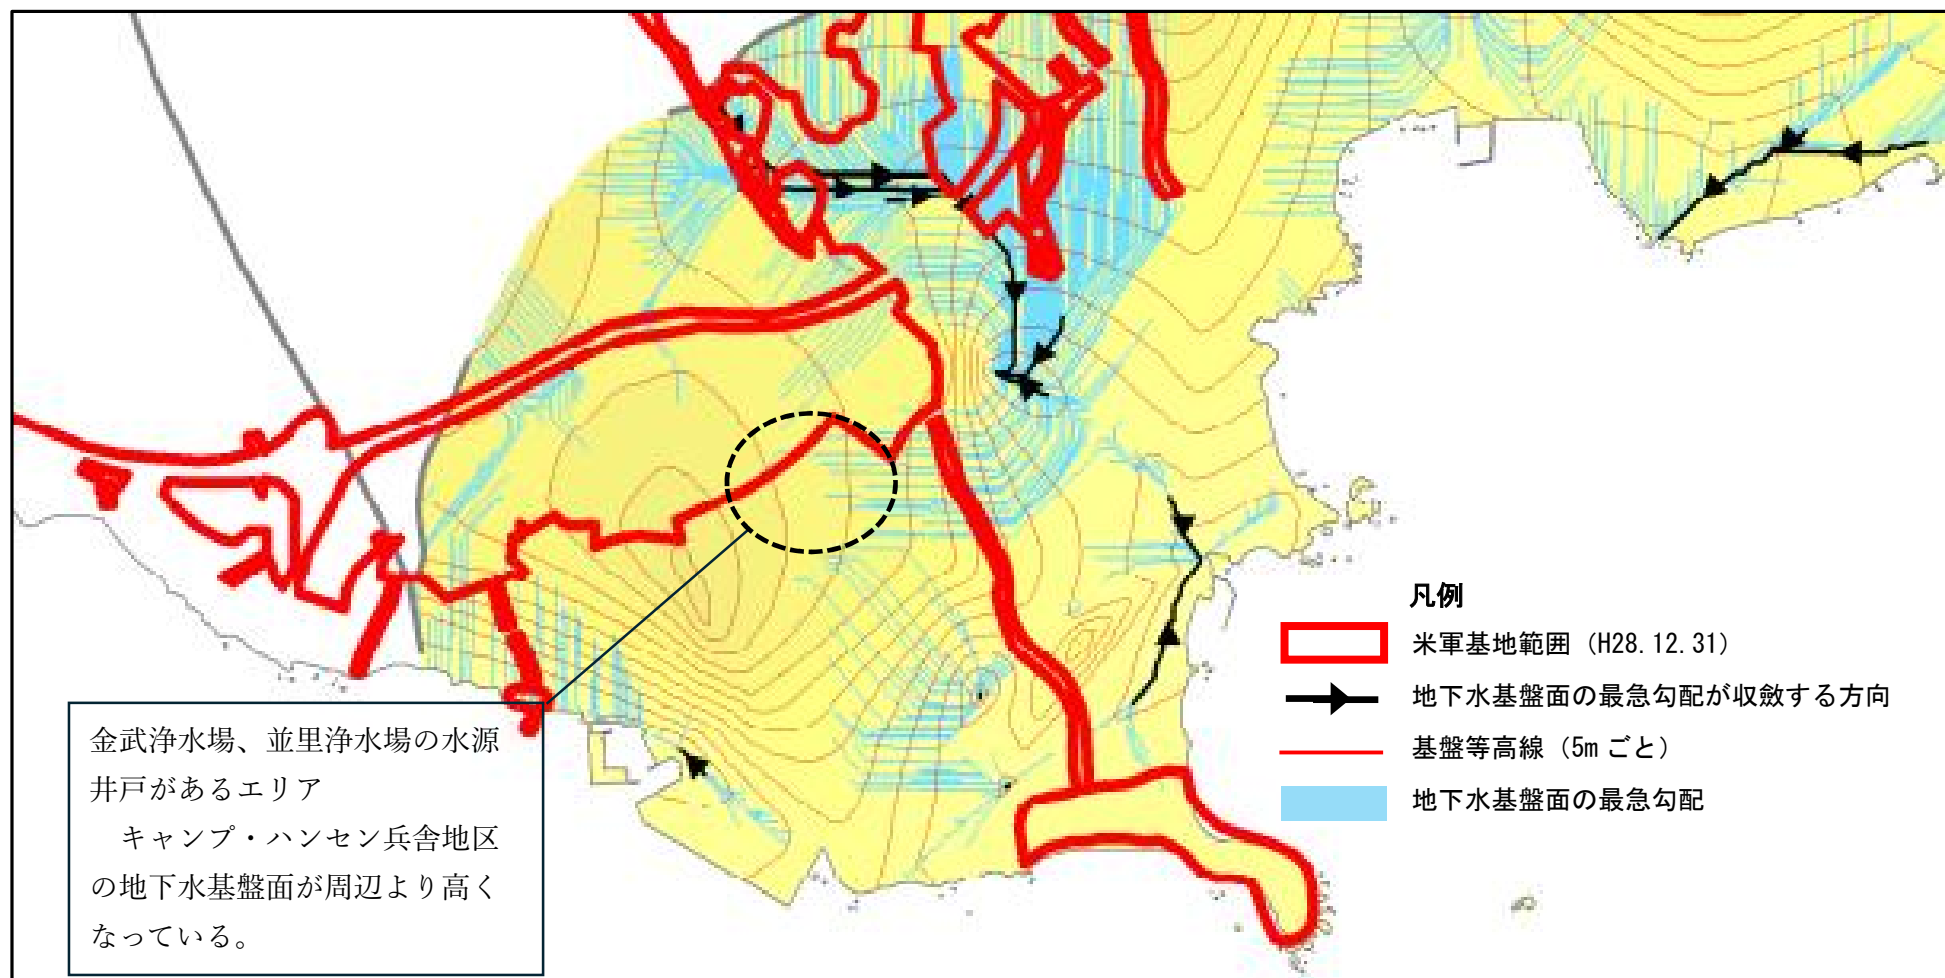 凡例
米軍基地範囲（H28.12.31）
地下水基盤面の最急勾配が収斂する方向
基盤等高線（5mごと）
地下水基盤面の最急勾配
金武浄水場、並里浄水場の水源
井戸があるエリア
　キャンプ・ハンセン兵舎地区
の地下水基盤面が周辺より高く
なっている。